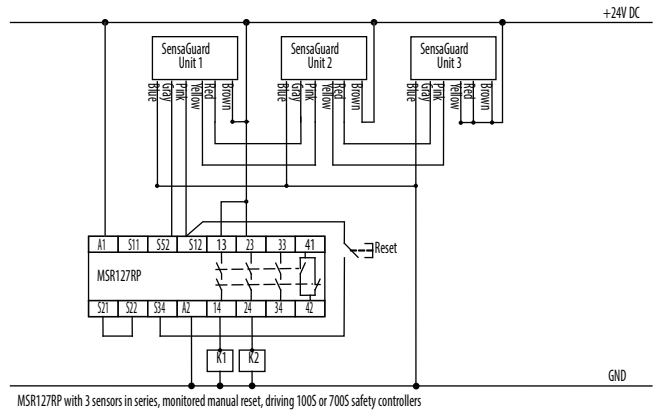 +24V DC
SensaGuard
Unit 1
SensaGuard
Unit 2
SensaGuard
Unit 3
Blue
Gray
Pink
Yellow
Red
Brown
Blue
Gray
Pink
Yellow
Red
Brown
Blue
Gray
Pink
Yellow
Red
Brown
A1 S11 S52 S12 13 23 33 41
Reset
MSR127RP
S21 S22 S34 A2 14 24 34 42
K1 K2
GND
MSR127RP with 3 sensors in series, monitored manual reset, driving 100S or 700S safety controllers